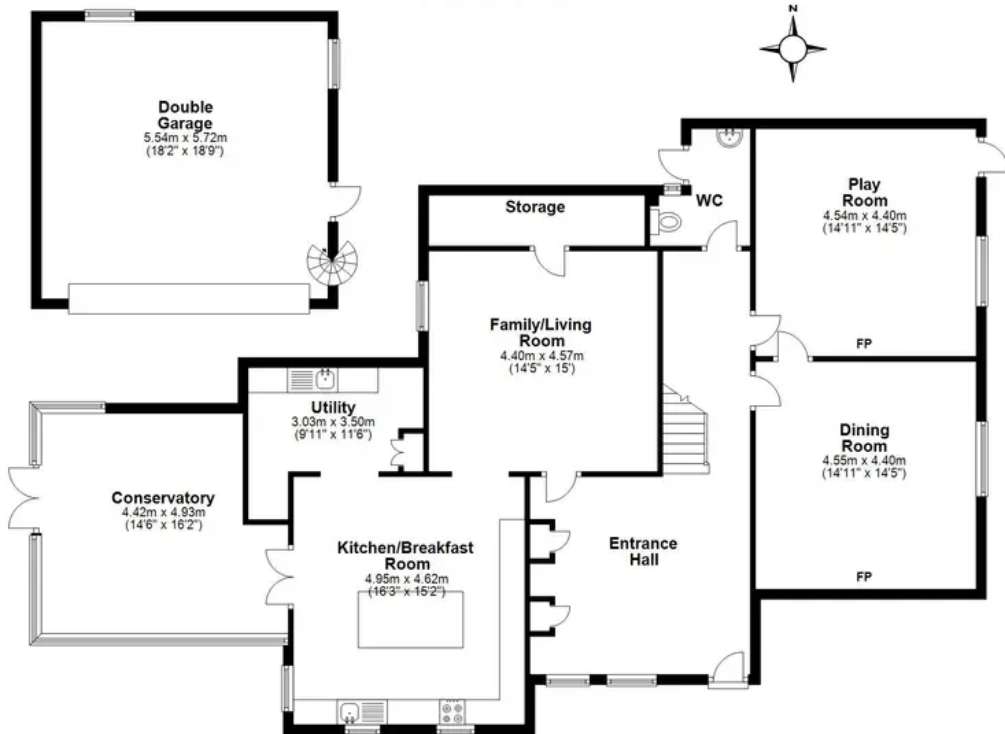 N
Double
Garage
5.54m x 5.72m
(18'2" x 18'9")
Play
Room
4.54m x 4.40m
(14'11" x 14'5")
FP
WC
Storage
Family/Living
Room
4.40m x 4.57m
(14'5" x 15')
Utility
3.03m x 3.50m
(9'11" x 11'6")
Dining
Room
4.55m x 4.40m
(14'11" x 14'5")
FP
Conservatory
4.42m x 4.93m
(14'6" x 16'2")
Kitchen/Breakfast
Room
4.95m x 4.62m
(16'3" x 15'2")
Entrance
Hall